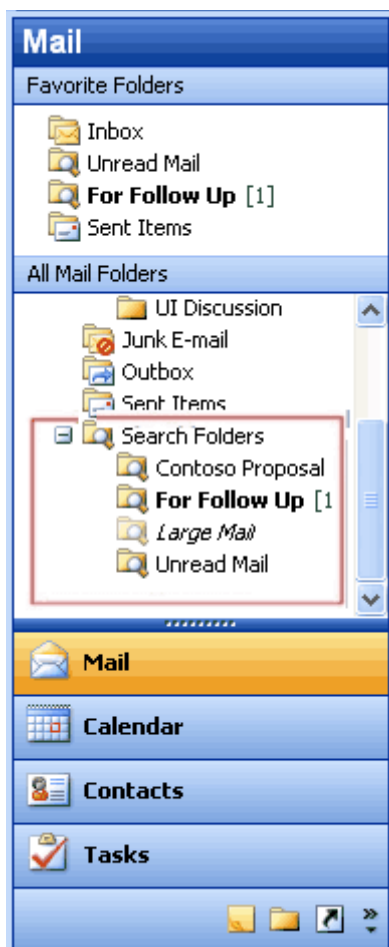 Mail
Favorite Folders
Inbox
Unread Mail
For Follow Up [1]
Sent Items
All Mail Folders
UI Discussion
Junk E-mail
Outbox
Sent Items
Search Folders
Contoso Proposal
For Follow Up [1
Large Mail
Unread Mail
Mail
Calendar
Contacts
Tasks